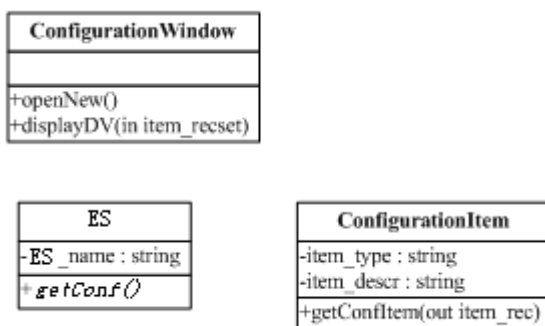 ConfigurationWindow
+openNew()
+displayDV(in item_recset)
ES
-ES _name : string
+ getConf()
ConfigurationItem
-item_type : string
-item_descr : string
+getConfItem(out item_rec)